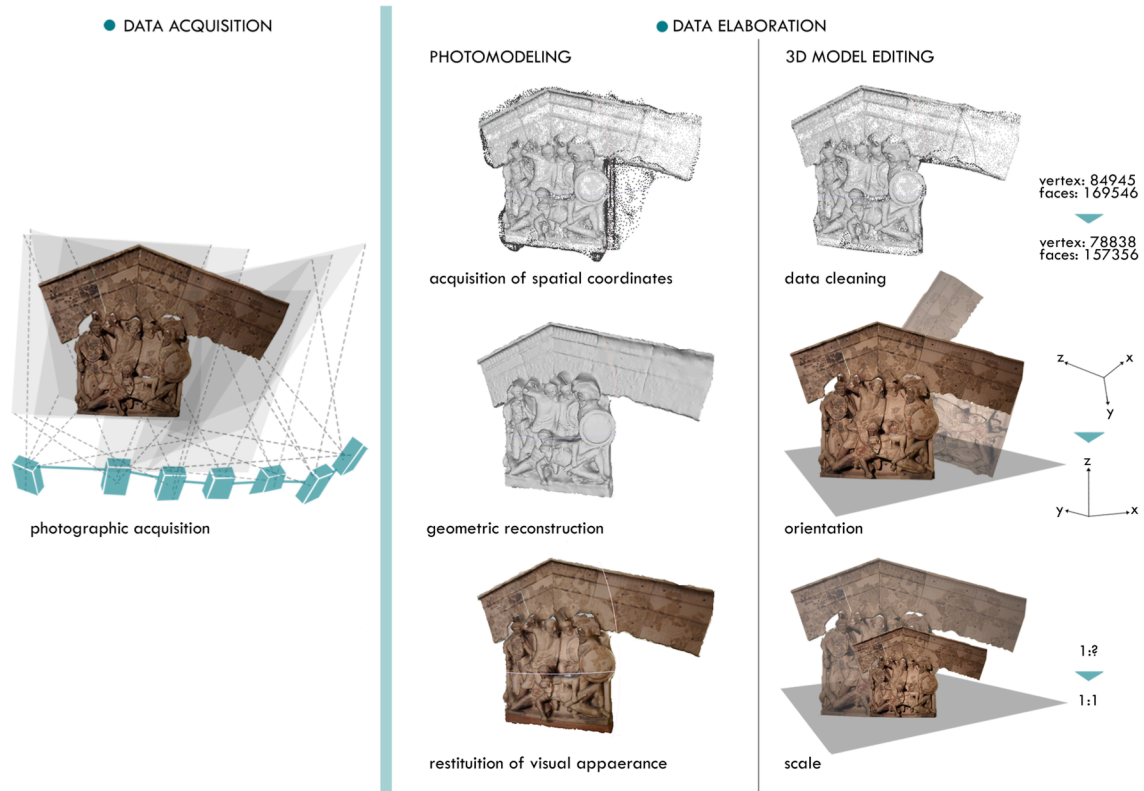 DATA ACQUISITION
photographic acquisition
DATA ELABORATION
PHOTOMODELING
acquisition of spatial coordinates
geometric reconstruction
restituition of visual appaerance
3D MODEL EDITING
vertex: 84945
faces: 169546
vertex: 78838
faces: 157356
data cleaning
z
x
y
z
y
x
orientation
1:?
1:1
scale